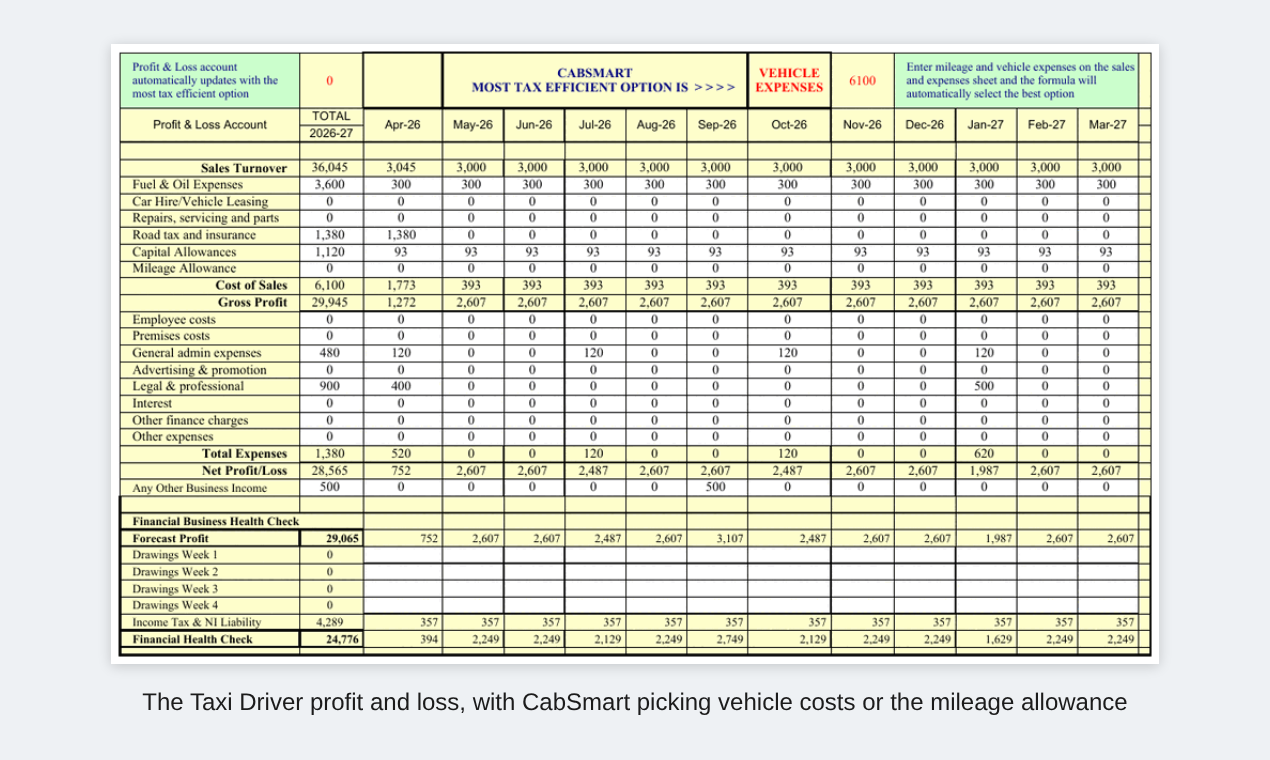 Profit & Loss account
automatically updates with the
most tax efficient option
0
CABSMART
MOST TAX EFFICIENT OPTION IS >>>>
VEHICLE
EXPENSES
6100
Enter mileage and vehicle expenses on the sales
and expenses sheet and the formula will
automatically select the best option
Profit & Loss Account TOTAL 2026-27 Apr-26 May-26 Jun-26 Jul-26 Aug-26 Sep-26 Oct-26 Nov-26 Dec-26 Jan-27 Feb-27 Mar-27
Sales Turnover 36,045 3,045 3,000 3,000 3,000 3,000 3,000 3,000 3,000 3,000 3,000 3,000 3,000
Fuel & Oil Expenses 3,600 300 300 300 300 300 300 300 300 300 300 300 300
Car Hire/Vehicle Leasing 0 0 0 0 0 0 0 0 0 0 0 0 0
Repairs, servicing and parts 0 0 0 0 0 0 0 0 0 0 0 0 0
Road tax and insurance 1,380 1,380 0 0 0 0 0 0 0 0 0 0 0
Capital Allowances 1,120 93 93 93 93 93 93 93 93 93 93 93 93
Mileage Allowance 0 0 0 0 0 0 0 0 0 0 0 0 0
Cost of Sales 6,100 1,773 393 393 393 393 393 393 393 393 393 393 393
Gross Profit 29,945 1,272 2,607 2,607 2,607 2,607 2,607 2,607 2,607 2,607 2,607 2,607 2,607
Employee costs 0 0 0 0 0 0 0 0 0 0 0 0 0
Premises costs 0 0 0 0 0 0 0 0 0 0 0 0 0
General admin expenses 480 120 0 0 120 0 0 120 0 0 120 0 0
Advertising & promotion 0 0 0 0 0 0 0 0 0 0 0 0 0
Legal & professional 900 400 0 0 0 0 0 0 0 0 500 0 0
Interest 0 0 0 0 0 0 0 0 0 0 0 0 0
Other finance charges 0 0 0 0 0 0 0 0 0 0 0 0 0
Other expenses 0 0 0 0 0 0 0 0 0 0 0 0 0
Total Expenses 1,380 520 0 0 120 0 0 120 0 0 620 0 0
Net Profit/Loss 28,565 752 2,607 2,607 2,487 2,607 2,607 2,487 2,607 2,607 1,987 2,607 2,607
Any Other Business Income 500 0 0 0 0 0 500 0 0 0 0 0 0
Financial Business Health Check
Forecast Profit 29,065 752 2,607 2,607 2,487 2,607 3,107 2,487 2,607 2,607 1,987 2,607 2,607
Drawings Week 1 0
Drawings Week 2 0
Drawings Week 3 0
Drawings Week 4 0
Income Tax & NI Liability 4,289 357 357 357 357 357 357 357 357 357 357 357 357
Financial Health Check 24,776 394 2,249 2,249 2,129 2,249 2,749 2,129 2,249 2,249 1,629 2,249 2,249
The Taxi Driver profit and loss, with CabSmart picking vehicle costs or the mileage allowance